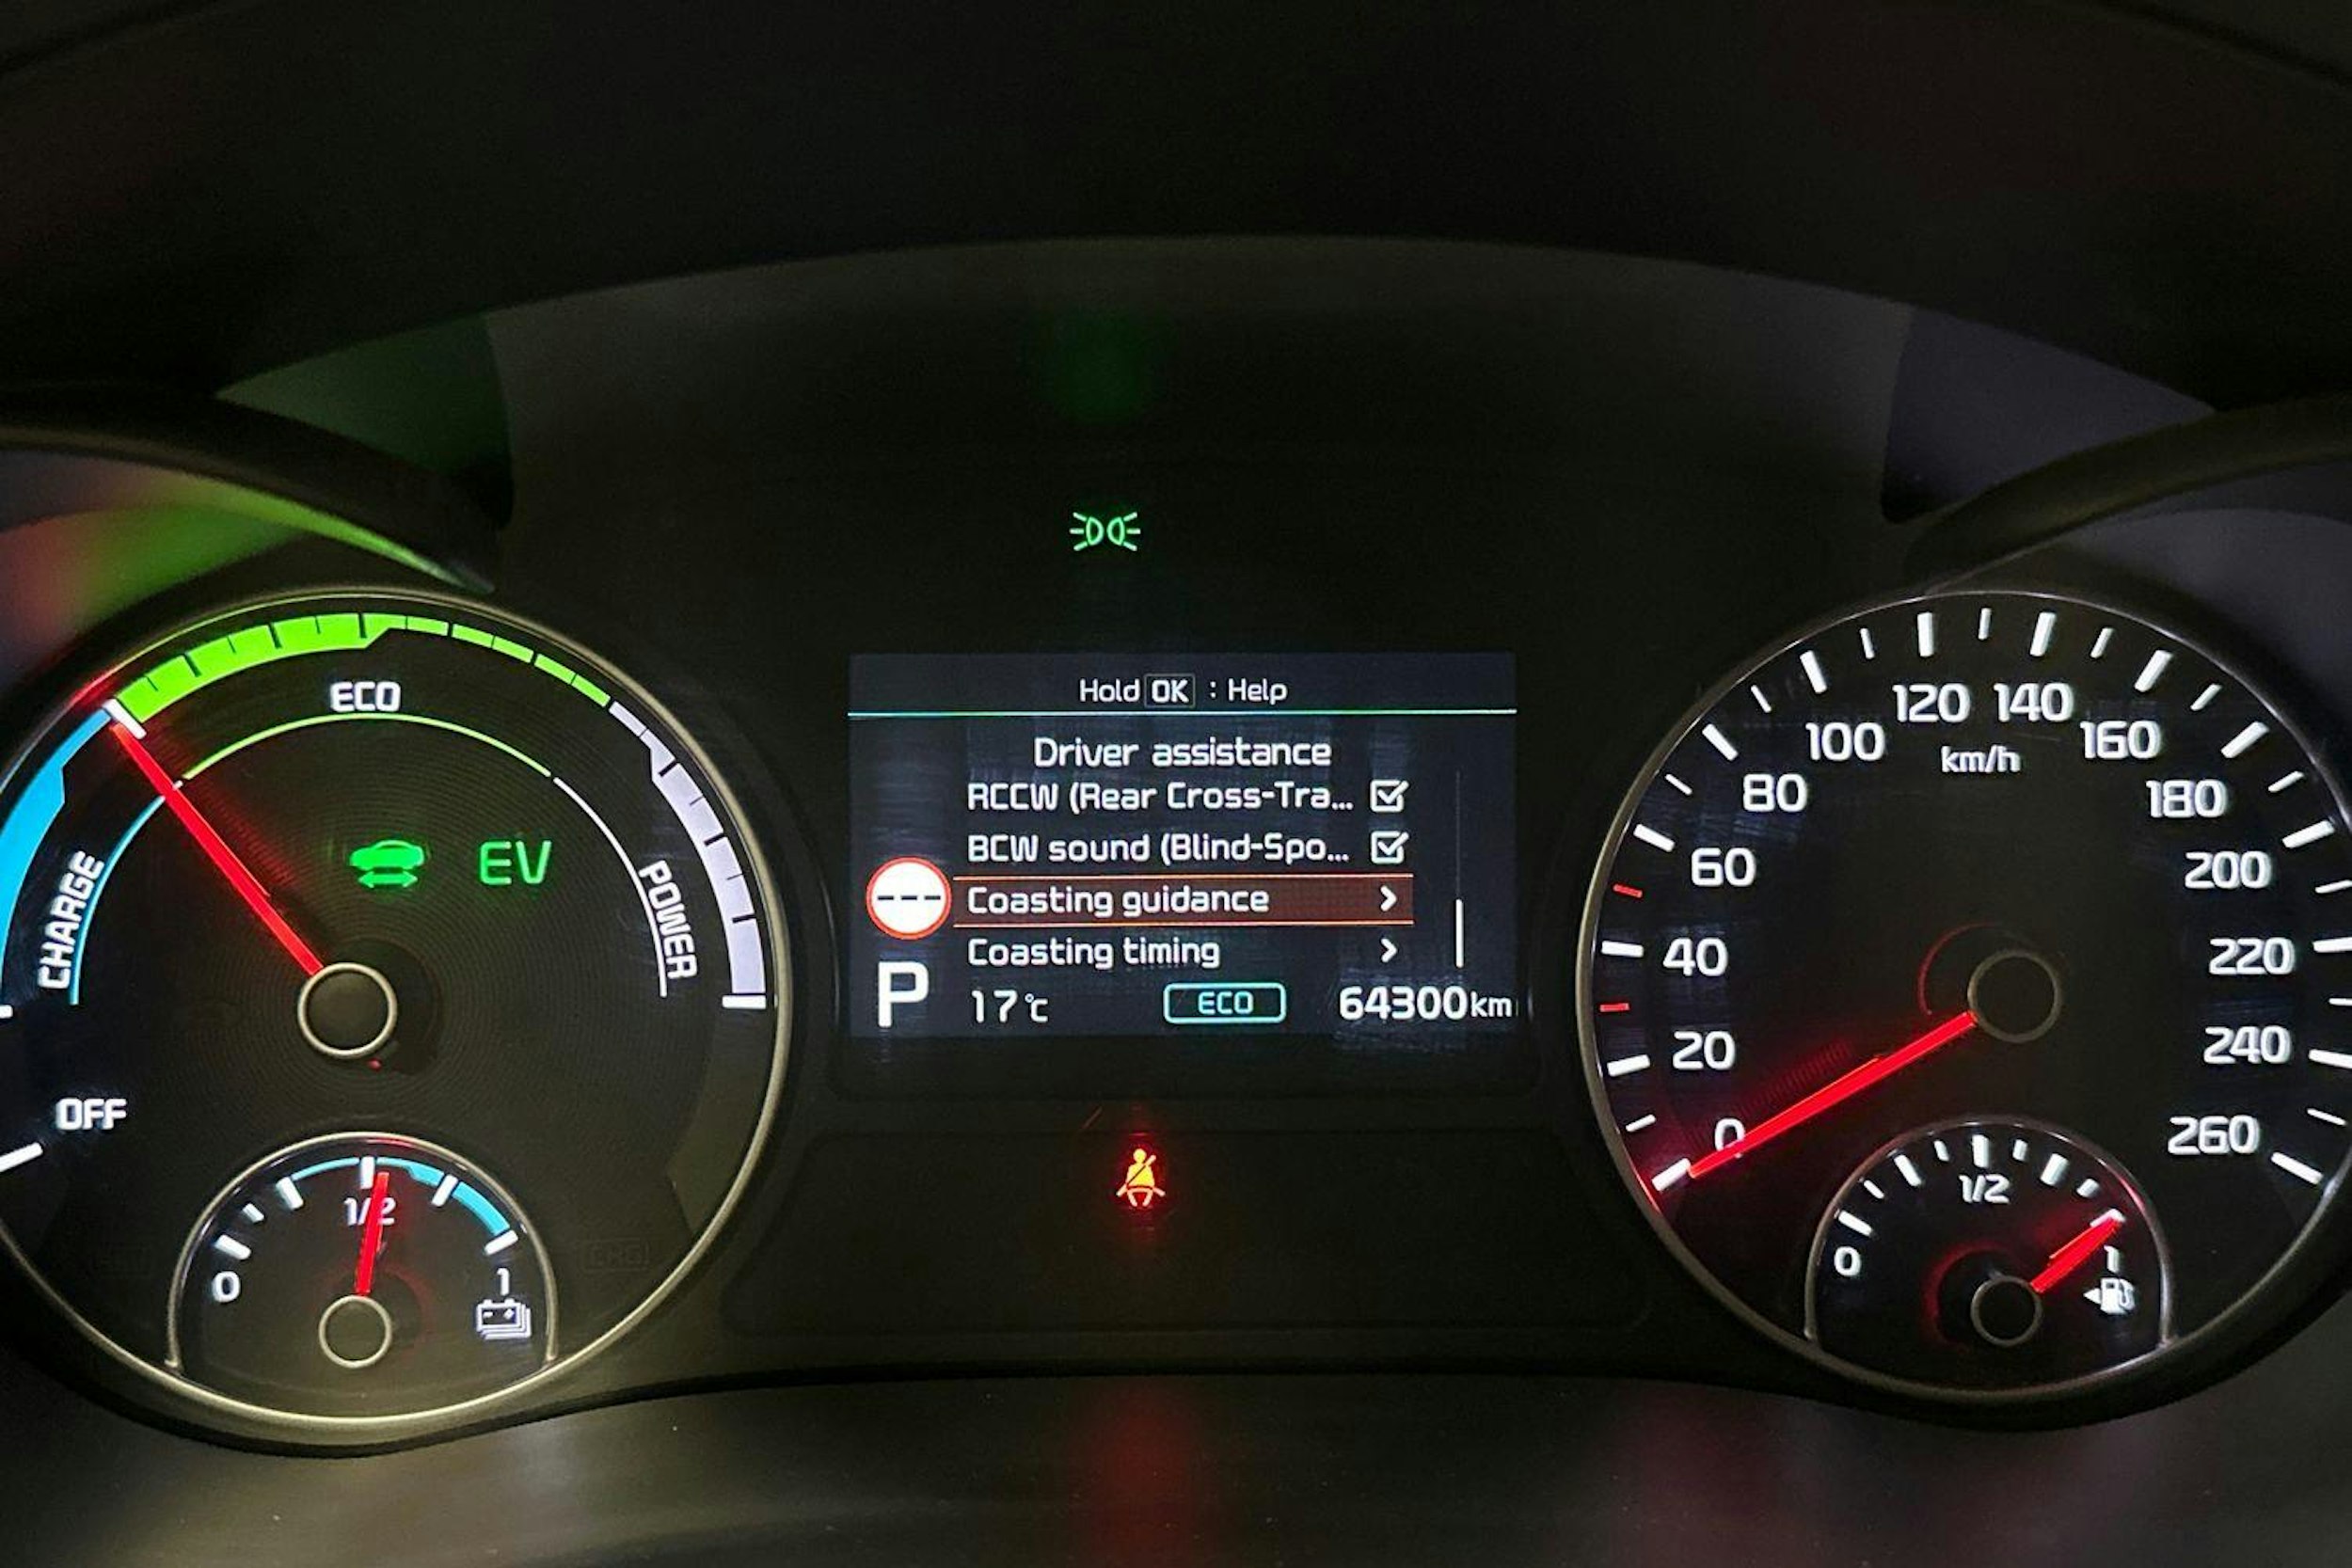 ECO
CHARGE
POWER
EV
OFF
0
1/2
1
Hold OK : Help
Driver assistance
RCCW (Rear Cross-Tra...
BCW sound (Blind-Spo...
Coasting guidance
Coasting timing
---
P
17°C
ECO
64300km
0
20
40
60
80
100
120
140
160
180
200
220
240
260
km/h
0
1/2
1